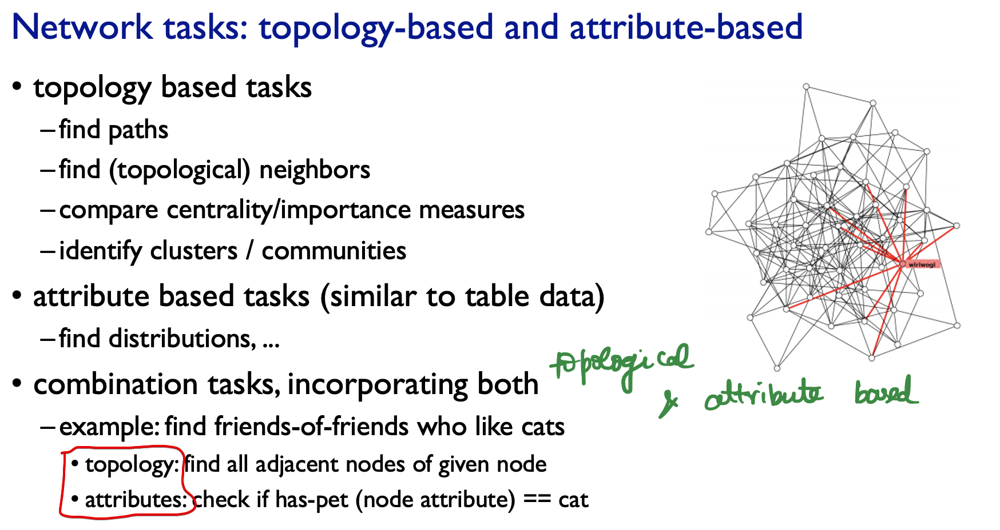 Network tasks: topology-based and attribute-based
• topology based tasks
– find paths
– find (topological) neighbors
– compare centrality/importance measures
– identify clusters / communities
• attribute based tasks (similar to table data)
– find distributions, ...
• combination tasks, incorporating both topological
& attribute based
– example: find friends-of-friends who like cats
• topology: find all adjacent nodes of given node
• attributes: check if has-pet (node attribute) == cat
wiriwogi